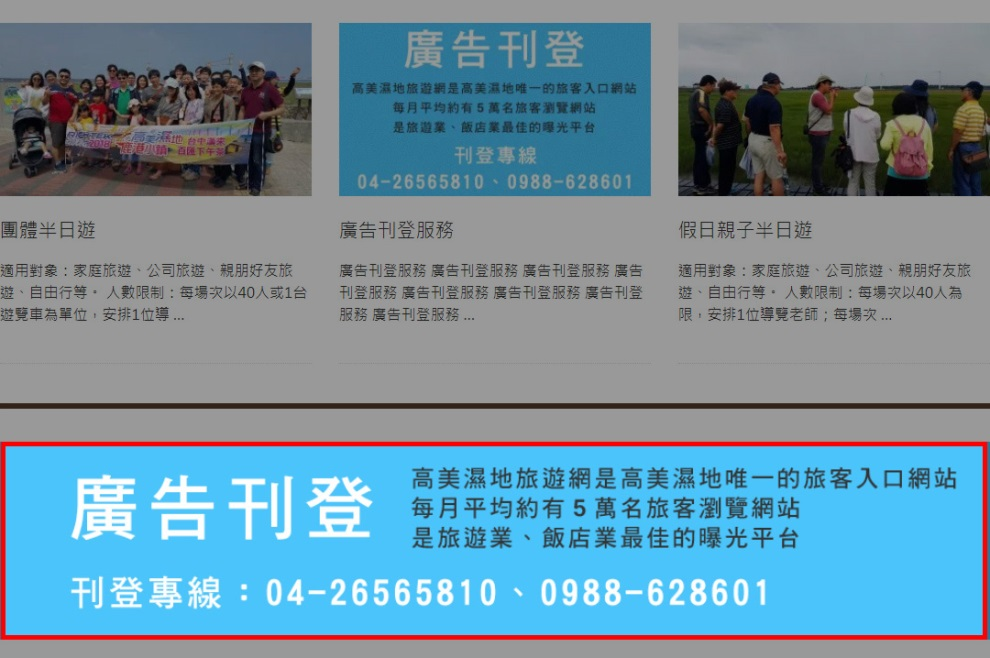 高美濕地
廣告刊登
高美濕地旅遊網是高美濕地唯一的旅客入口網站
每月平均約有 5 萬名旅客瀏覽網站
是旅遊業、飯店業最佳的曝光平台
刊登專線
04-26565810、0988-628601
團體半日遊
適用對象：家庭旅遊、公司旅遊、親朋好友旅
遊、自由行等。 人數限制：每場次以40人或1台
遊覽車為單位，安排1位導 ...
廣告刊登服務
廣告刊登服務 廣告刊登服務 廣告刊登服務 廣告
刊登服務 廣告刊登服務 廣告刊登服務 廣告刊登
服務 廣告刊登服務 ...
假日親子半日遊
適用對象：家庭旅遊、公司旅遊、親朋好友旅
遊、自由行等。 人數限制：每場次以40人為
限，安排1位導覽老師；每場次 ...
廣告刊登
高美濕地旅遊網是高美濕地唯一的旅客入口網站
每月平均約有 5 萬名旅客瀏覽網站
是旅遊業、飯店業最佳的曝光平台
刊登專線：04-26565810、0988-628601